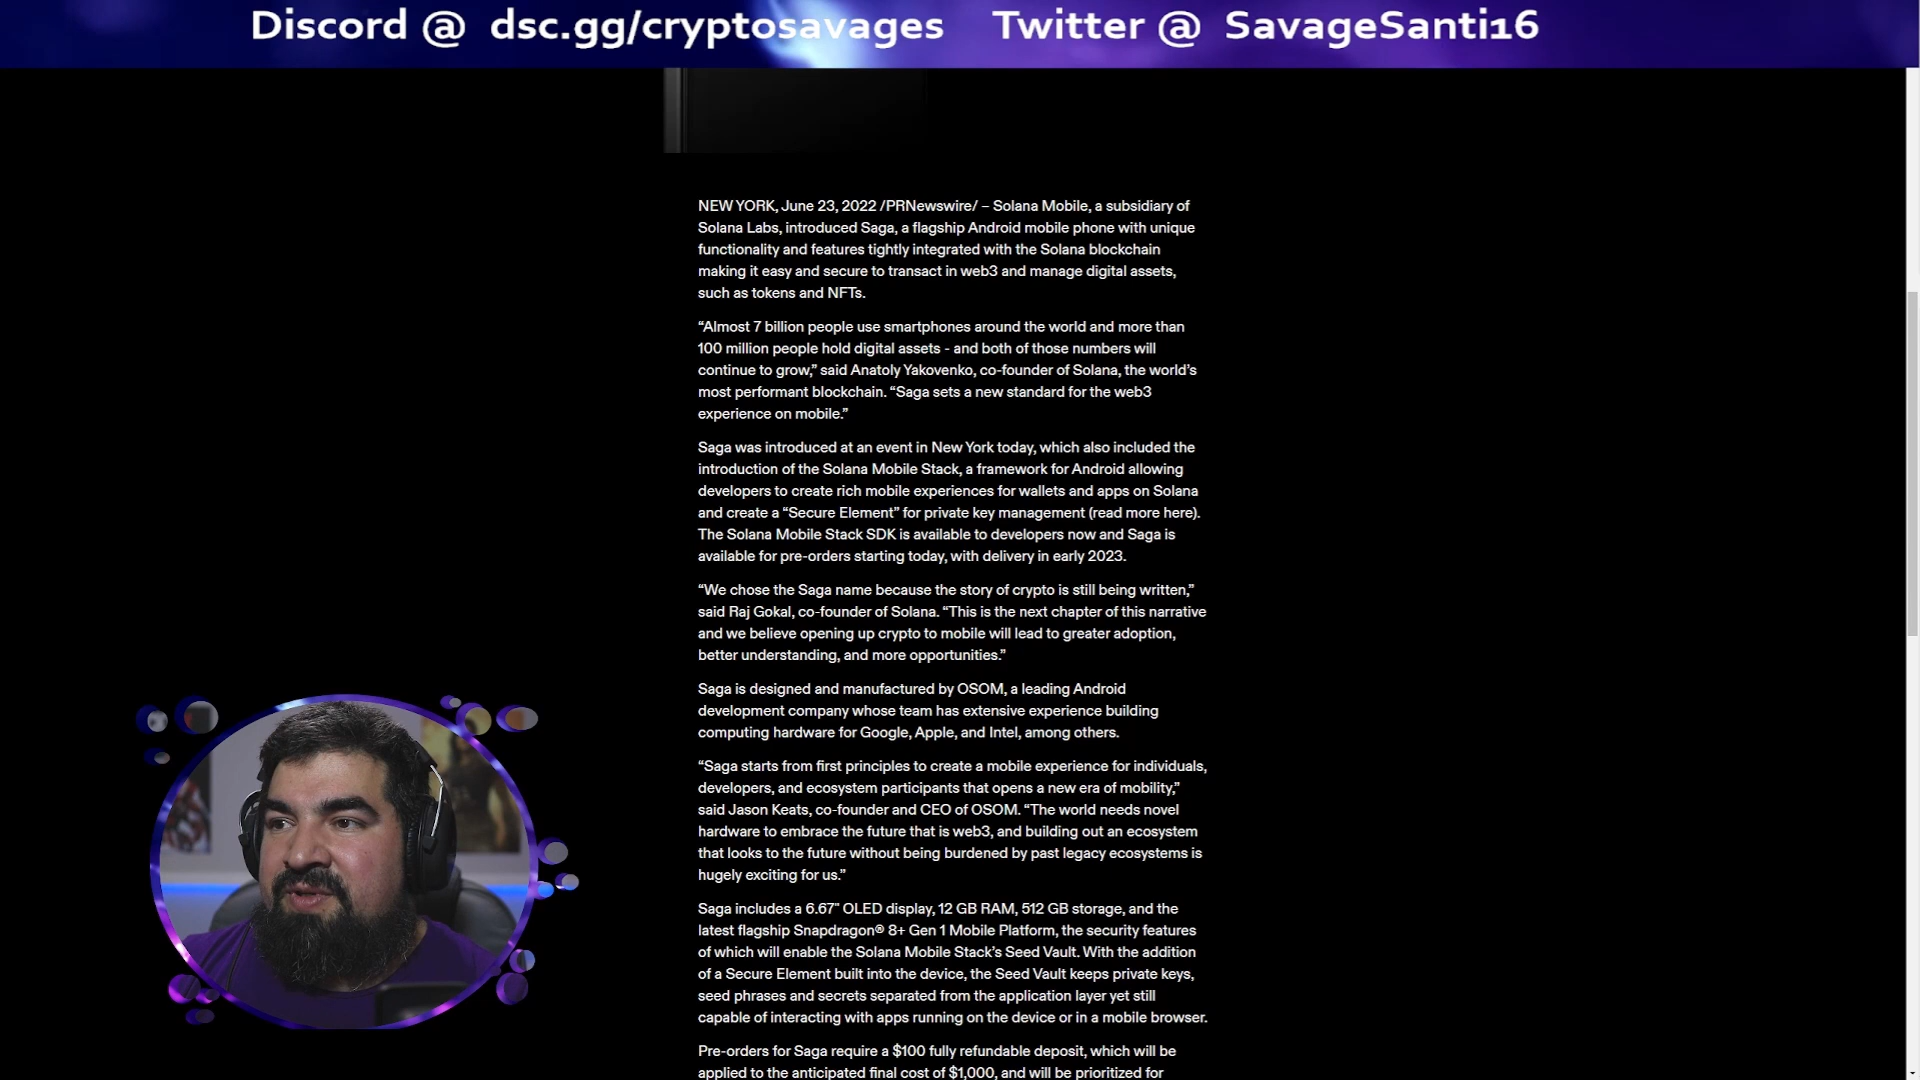 Discord @ dsc.gg/cryptosavages Twitter @ SavageSanti16
NEW YORK, June 23, 2022 /PRNewswire/ – Solana Mobile, a subsidiary of
Solana Labs, introduced Saga, a flagship Android mobile phone with unique
functionality and features tightly integrated with the Solana blockchain
making it easy and secure to transact in web3 and manage digital assets,
such as tokens and NFTs.
“Almost 7 billion people use smartphones around the world and more than
100 million people hold digital assets - and both of those numbers will
continue to grow,” said Anatoly Yakovenko, co-founder of Solana, the world’s
most performant blockchain. “Saga sets a new standard for the web3
experience on mobile.”
Saga was introduced at an event in New York today, which also included the
introduction of the Solana Mobile Stack, a framework for Android allowing
developers to create rich mobile experiences for wallets and apps on Solana
and create a “Secure Element” for private key management (read more here).
The Solana Mobile Stack SDK is available to developers now and Saga is
available for pre-orders starting today, with delivery in early 2023.
“We chose the Saga name because the story of crypto is still being written,”
said Raj Gokal, co-founder of Solana. “This is the next chapter of this narrative
and we believe opening up crypto to mobile will lead to greater adoption,
better understanding, and more opportunities.”
Saga is designed and manufactured by OSOM, a leading Android
development company whose team has extensive experience building
computing hardware for Google, Apple, and Intel, among others.
“Saga starts from first principles to create a mobile experience for individuals,
developers, and ecosystem participants that opens a new era of mobility,”
said Jason Keats, co-founder and CEO of OSOM. “The world needs novel
hardware to embrace the future that is web3, and building out an ecosystem
that looks to the future without being burdened by past legacy ecosystems is
hugely exciting for us.”
Saga includes a 6.67" OLED display, 12 GB RAM, 512 GB storage, and the
latest flagship Snapdragon® 8+ Gen 1 Mobile Platform, the security features
of which will enable the Solana Mobile Stack’s Seed Vault. With the addition
of a Secure Element built into the device, the Seed Vault keeps private keys,
seed phrases and secrets separated from the application layer yet still
capable of interacting with apps running on the device or in a mobile browser.
Pre-orders for Saga require a $100 fully refundable deposit, which will be
applied to the anticipated final cost of $1,000, and will be prioritized for